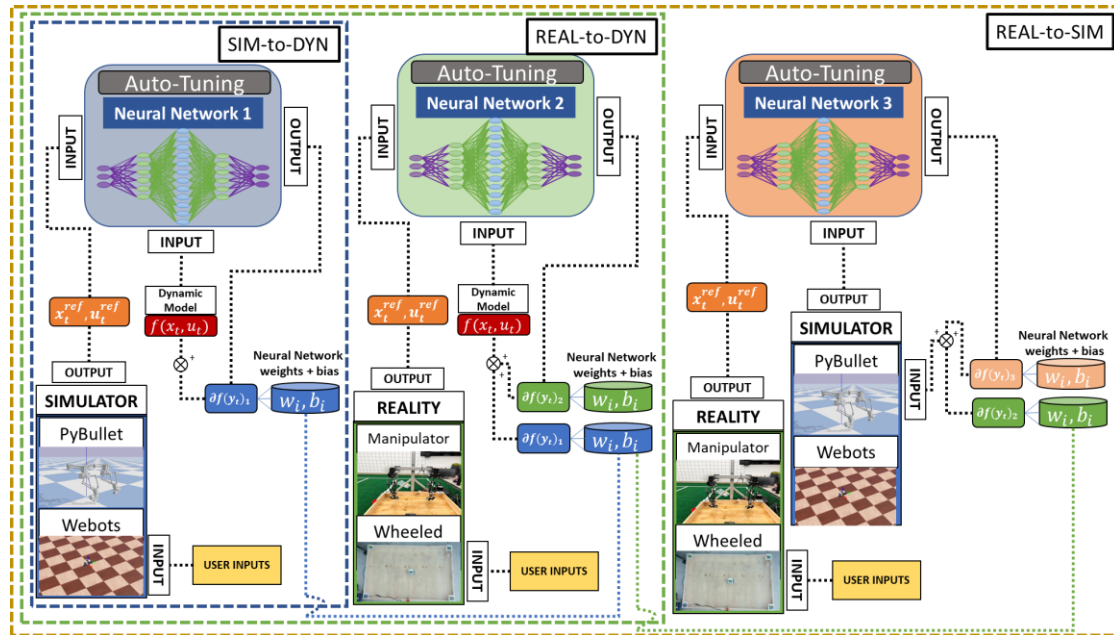 SIM-to-DYN
Auto-Tuning
Neural Network 1
INPUT
OUTPUT
INPUT
Dynamic
Model
f(x_t, u_t)
x_t^{ref}, u_t^{ref}
+
+
OUTPUT
SIMULATOR
PyBullet
Webots
INPUT
USER INPUTS
∂f(y_t)_1
Neural Network
weights + bias
w_i, b_i
REAL-to-DYN
Auto-Tuning
Neural Network 2
INPUT
OUTPUT
INPUT
Dynamic
Model
f(x_t, u_t)
x_t^{ref}, u_t^{ref}
+
+
+
OUTPUT
REALITY
Manipulator
Wheeled
INPUT
USER INPUTS
Neural Network
weights + bias
∂f(y_t)_2
w_i, b_i
∂f(y_t)_1
w_i, b_i
REAL-to-SIM
Auto-Tuning
Neural Network 3
INPUT
OUTPUT
INPUT
x_t^{ref}, u_t^{ref}
OUTPUT
REALITY
Manipulator
Wheeled
INPUT
USER INPUTS
OUTPUT
SIMULATOR
PyBullet
Webots
INPUT
+
+
+
Neural Network
weights + bias
∂f(y_t)_3
w_i, b_i
∂f(y_t)_2
w_i, b_i